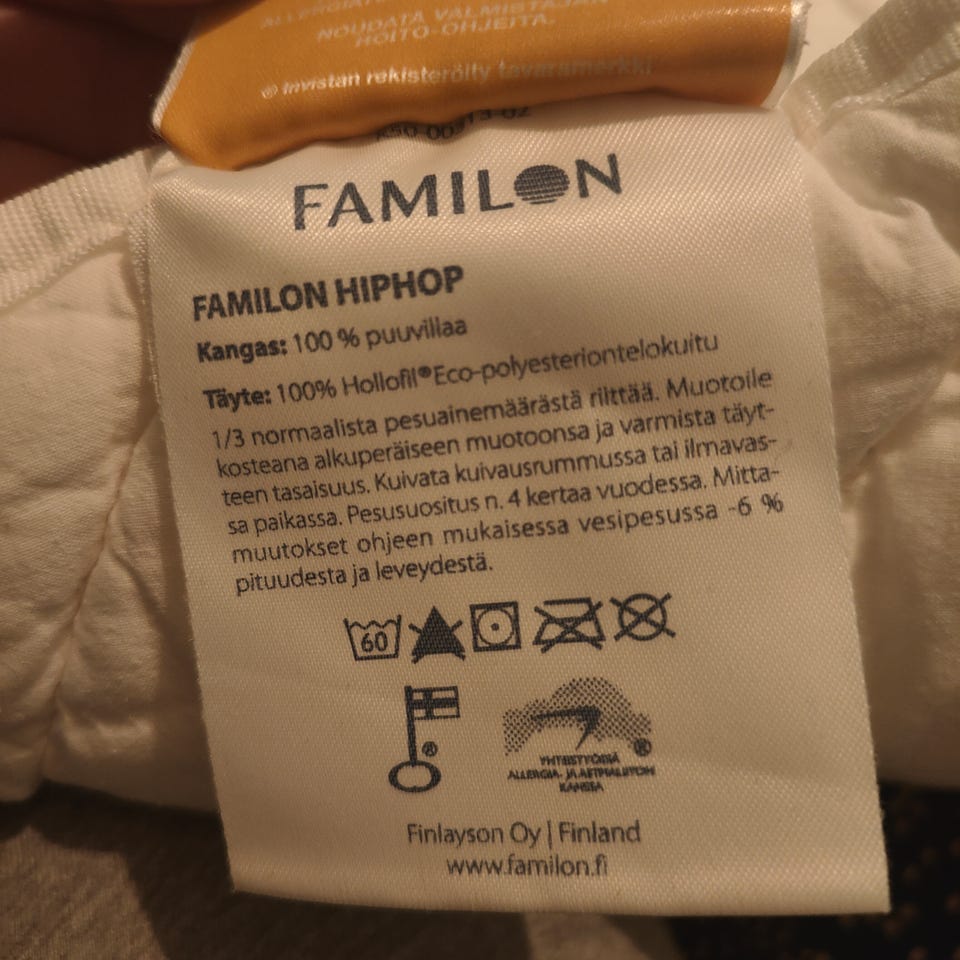 NOUDATA VALMISTAJAN
HOITO-OHJEITA.
® Invistan rekisteröity tavaramerkki
FAMILON
FAMILON HIPHOP
Kangas: 100 % puuvillaa
Täyte: 100% Hollofil® Eco-polyesteriontelokuitu
1/3 normaalista pesuainemäärästä riittää. Muotoile
kosteana alkuperäiseen muotoonsa ja varmista täyt-
teen tasaisuus. Kuivata kuivausrummussa tai ilmavas-
sa paikassa. Pesusuositus n. 4 kertaa vuodessa. Mitta-
muutokset ohjeen mukaisessa vesipesussa -6 %
pituudesta ja leveydestä.
60
®
®
YHTEISTYÖSSÄ
ALLERGIA- JA ASTMALIITON
KANSSA
Finlayson Oy | Finland
www.familon.fi